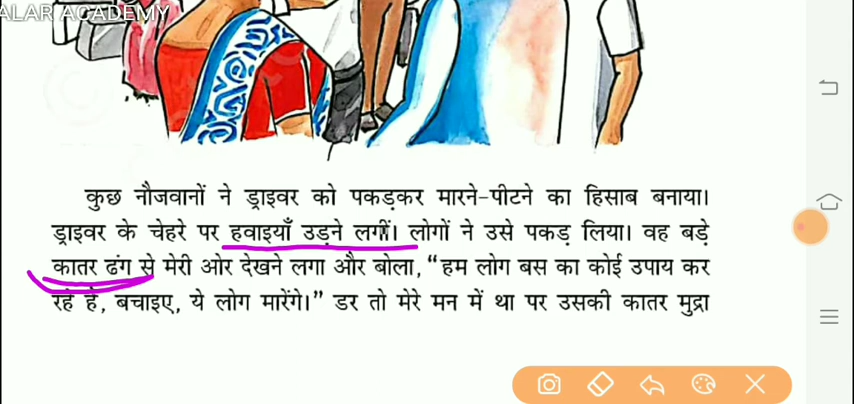 ALAR ACADEMY
कुछ नौजवानों ने ड्राइवर को पकड़कर मारने-पीटने का हिसाब बनाया।
ड्राइवर के चेहरे पर हवाइयाँ उड़ने लगीं। लोगों ने उसे पकड़ लिया। वह बड़े
कातर ढंग से मेरी ओर देखने लगा और बोला, “हम लोग बस का कोई उपाय कर
रहे हैं, बचाइए, ये लोग मारेंगे।” डर तो मेरे मन में था पर उसकी कातर मुद्रा